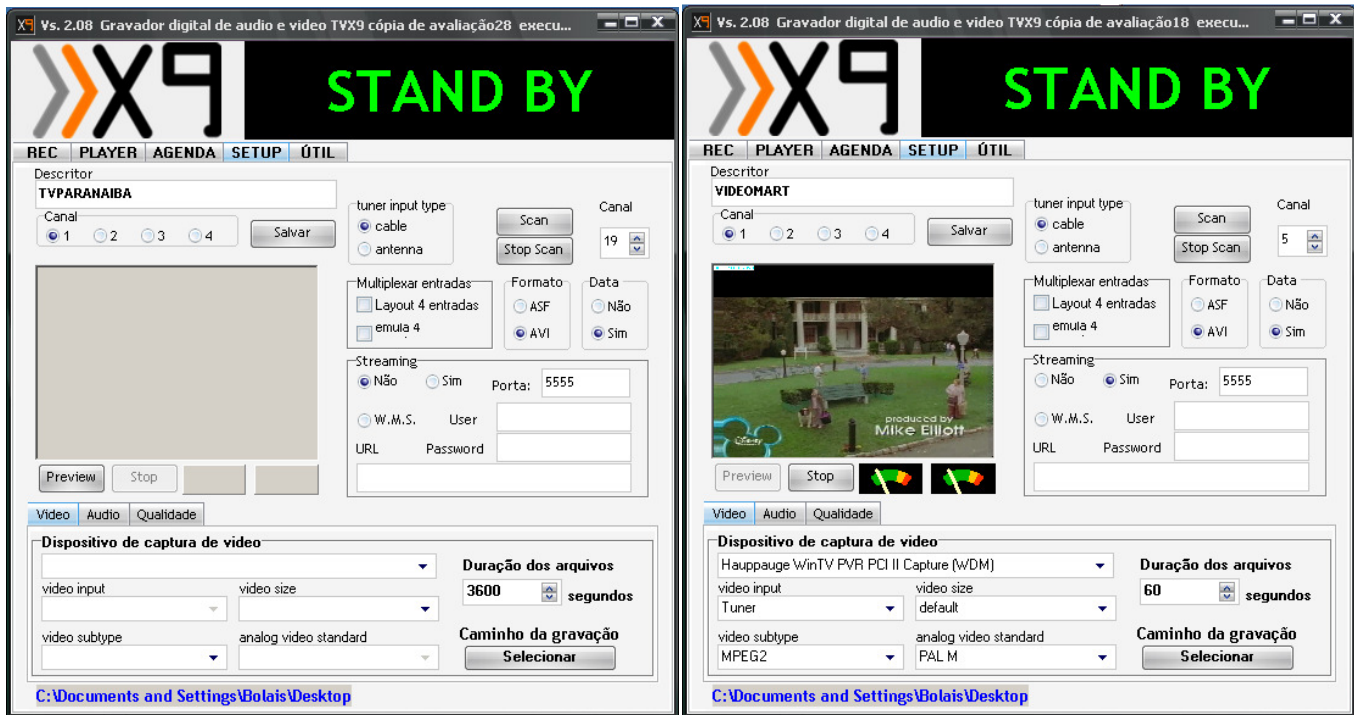 Vs. 2.08 Gravador digital de audio e video TVX9 cópia de avaliação28 execu...
X9
STAND BY
REC PLAYER AGENDA SETUP ÚTIL
Descritor
TVPARANAIBA
Canal
1 2 3 4
Salvar
tuner input type
cable
antenna
Scan
Stop Scan
Canal
19
Multiplexar entradas
Layout 4 entradas
emula 4
Formato
ASF
AVI
Data
Não
Sim
Streaming
Não Sim Porta: 5555
W.M.S. User
URL Password
Preview Stop
Video Audio Qualidade
Dispositivo de captura de video
video input video size
video subtype analog video standard
Duração dos arquivos
3600 segundos
Caminho da gravação
Selecionar
C:\Documents and Settings\Bolais\Desktop
Vs. 2.08 Gravador digital de audio e video TVX9 cópia de avaliação18 execu...
X9
STAND BY
REC PLAYER AGENDA SETUP ÚTIL
Descritor
VIDEOMART
Canal
1 2 3 4
Salvar
tuner input type
cable
antenna
Scan
Stop Scan
Canal
5
produced by
Mike Elliott
Disney
Multiplexar entradas
Layout 4 entradas
emula 4
Formato
ASF
AVI
Data
Não
Sim
Streaming
Não Sim Porta: 5555
W.M.S. User
URL Password
Preview Stop
Video Audio Qualidade
Dispositivo de captura de video
Hauppauge WinTV PVR PCI II Capture (WDM)
video input video size
Tuner default
video subtype analog video standard
MPEG2 PAL M
Duração dos arquivos
60 segundos
Caminho da gravação
Selecionar
C:\Documents and Settings\Bolais\Desktop